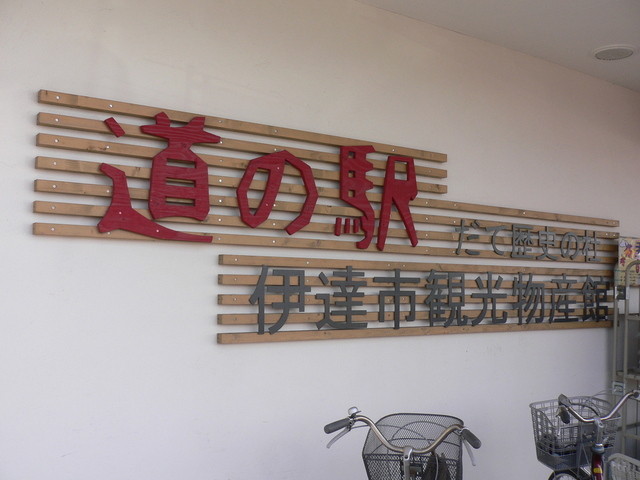 道の駅
だて歴史の杜
伊達市観光物産館